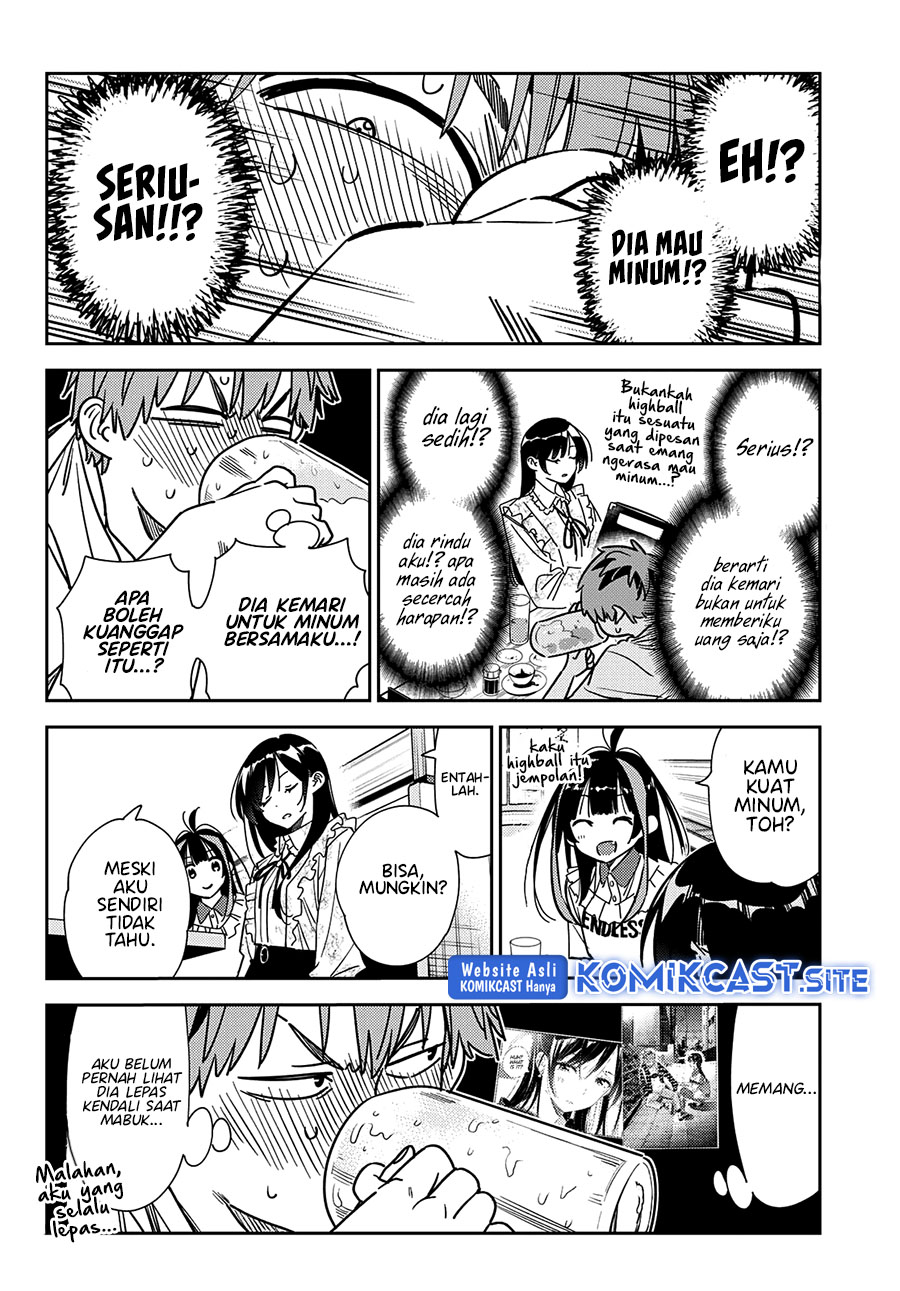 EH!?
DIA MAU
MINUM!?
SERIU-
SAN!!?
Serius!?
berarti
dia kemari
bukan untuk
memberiku
uang saja!?
Bukankah
highball
itu sesuatu
yang dipesan
saat emang
ngerasa mau
minum...?
dia lagi
sedih!?
dia rindu
aku!? apa
masih ada
secercah
harapan!?
DIA KEMARI
UNTUK MINUM
BERSAMAKU...!
APA
BOLEH
KUANGGAP
SEPERTI
ITU...?
KAMU
KUAT
MINUM,
TOH?
kaku
highball itu
jempolan!
ENDLESS
ENTAH-
LAH.
BISA,
MUNGKIN?
MESKI
AKU
SENDIRI
TIDAK
TAHU.
Website Asli
KOMIKCAST Hanya
KOMIKCAST.SITE
MEMANG...
AKU BELUM
PERNAH LIHAT
DIA LEPAS
KENDALI SAAT
MABUK...
Malahan,
aku yang
selalu
lepas...